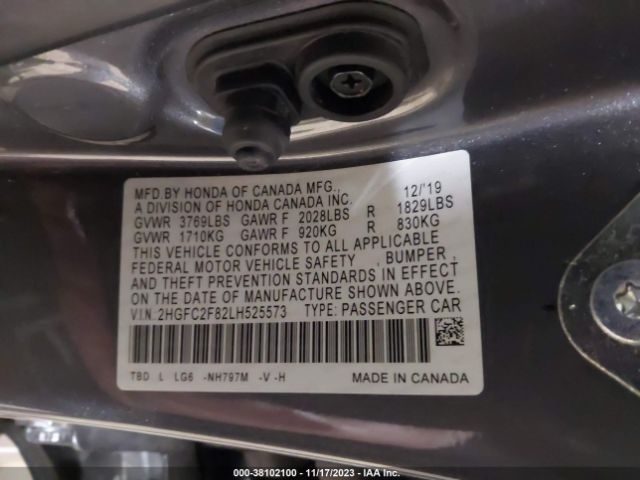 MFD.BY HONDA OF CANADA MFG., 12/'19
A DIVISION OF HONDA CANADA INC.
GVWR 3769LBS GAWR F 2028LBS R 1829LBS
GVWR 1710KG GAWR F 920KG R 830KG
THIS VEHICLE CONFORMS TO ALL APPLICABLE
FEDERAL MOTOR VEHICLE SAFETY , BUMPER ,
AND THEFT PREVENTION STANDARDS IN EFFECT
ON THE DATE OF MANUFACTURE SHOWN ABOVE.
V.I.N.: 2HGFC2F82LH525573 TYPE: PASSENGER CAR
TBD L LG6 -NH797M -V -H MADE IN CANADA
000-38102100 - 11/17/2023 - IAA Inc.